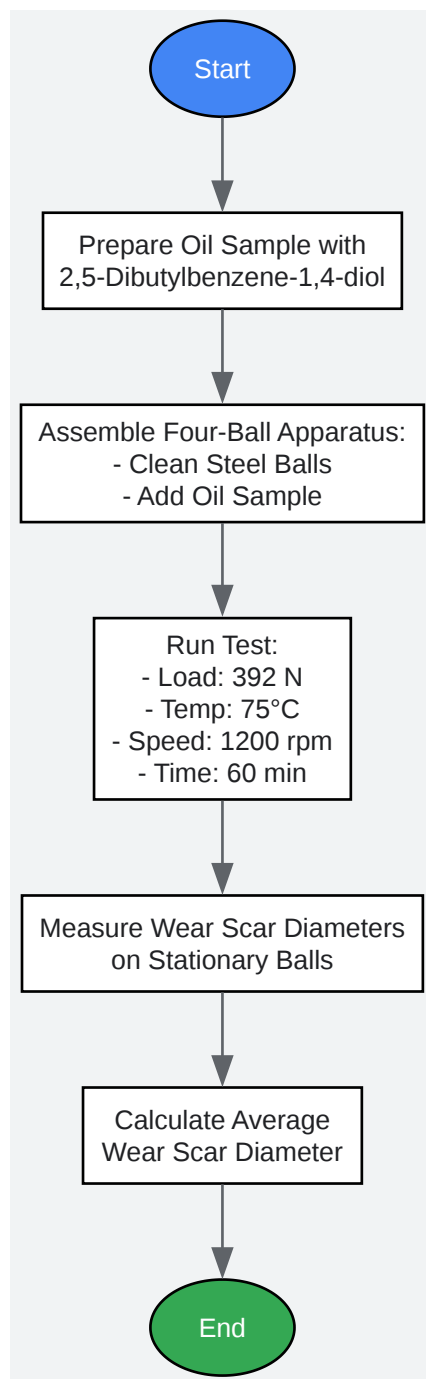 Start
Prepare Oil Sample with
2,5-Dibutylbenzene-1,4-diol
Assemble Four-Ball Apparatus:
- Clean Steel Balls
- Add Oil Sample
Run Test:
- Load: 392 N
- Temp: 75°C
- Speed: 1200 rpm
- Time: 60 min
Measure Wear Scar Diameters
on Stationary Balls
Calculate Average
Wear Scar Diameter
End